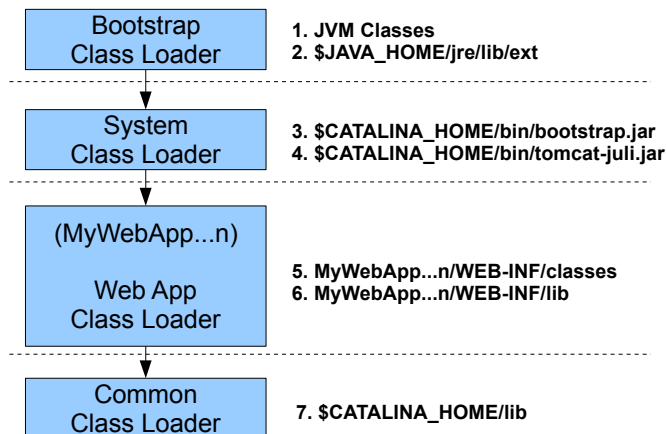 Bootstrap
Class Loader
1. JVM Classes
2. $JAVA_HOME/jre/lib/ext
System
Class Loader
3. $CATALINA_HOME/bin/bootstrap.jar
4. $CATALINA_HOME/bin/tomcat-juli.jar
(MyWebApp...n)
Web App
Class Loader
5. MyWebApp...n/WEB-INF/classes
6. MyWebApp...n/WEB-INF/lib
Common
Class Loader
7. $CATALINA_HOME/lib